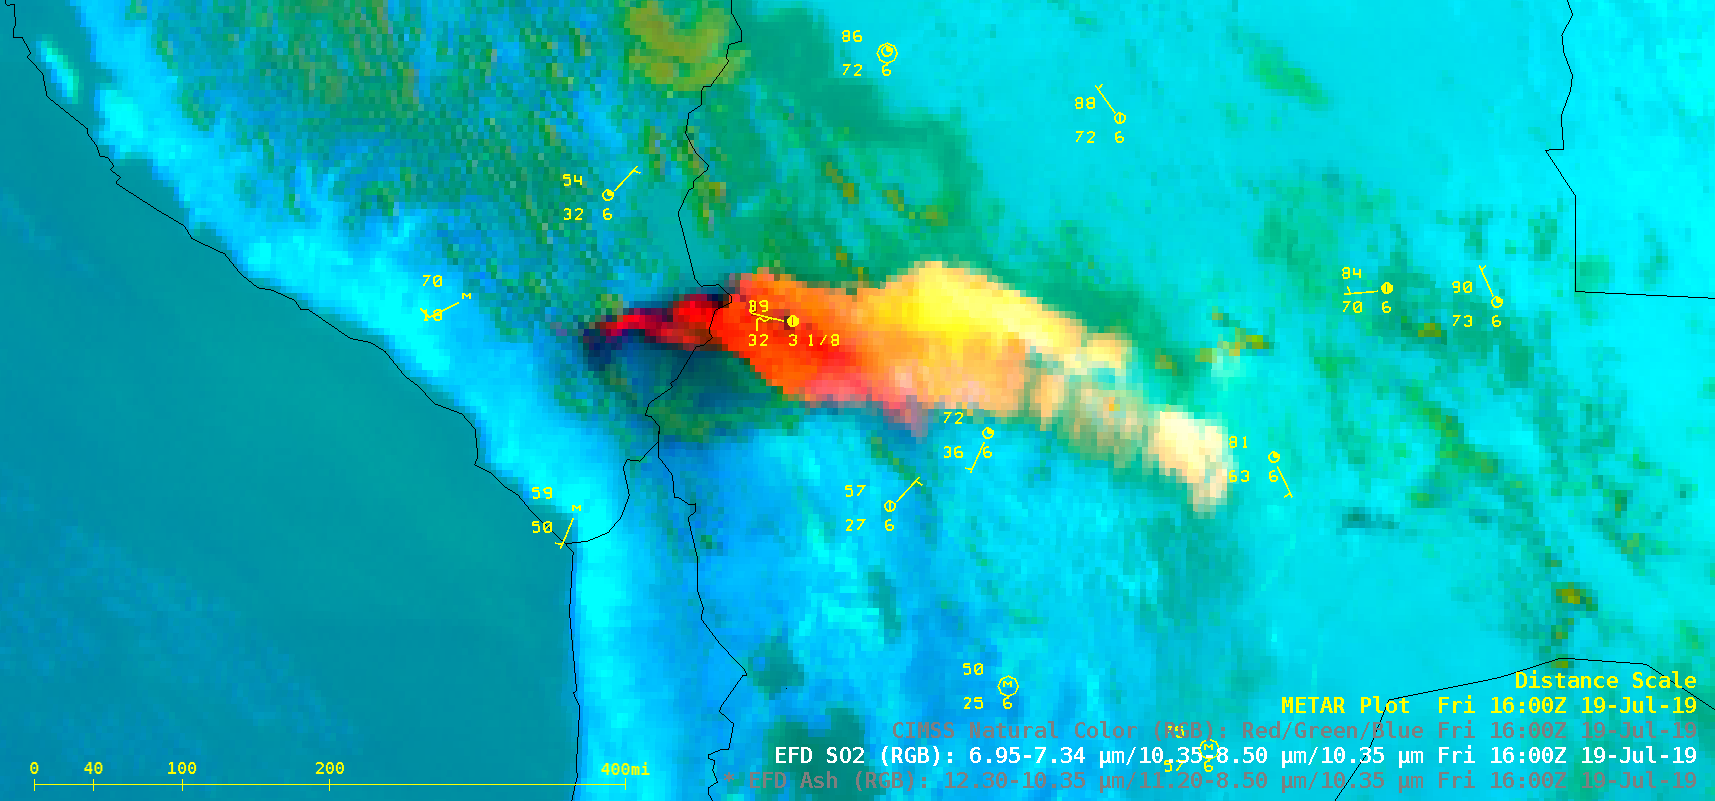 86
72 6
88
72 6
54
32 6
70
M
18
84
70 6
90
73 6
39
32 3 1/8
72
36 6
81
63 6
57
27 6
59
M
50
50
M
25 6
Distance Scale
METAR Plot Fri 16:00Z 19-Jul-19
CIMSS Natural Color (RGB): Red/Green/Blue Fri 16:00Z 19-Jul-19
EFD SO2 (RGB): 6.95-7.34 µm/10.35-8.50 µm/10.35 µm Fri 16:00Z 19-Jul-19
* EFD Ash (RGB): 12.30-10.35 µm/11.20-8.50 µm/10.35 µm Fri 16:00Z 19-Jul-19
M
57 6
0 40 100 200 400mi